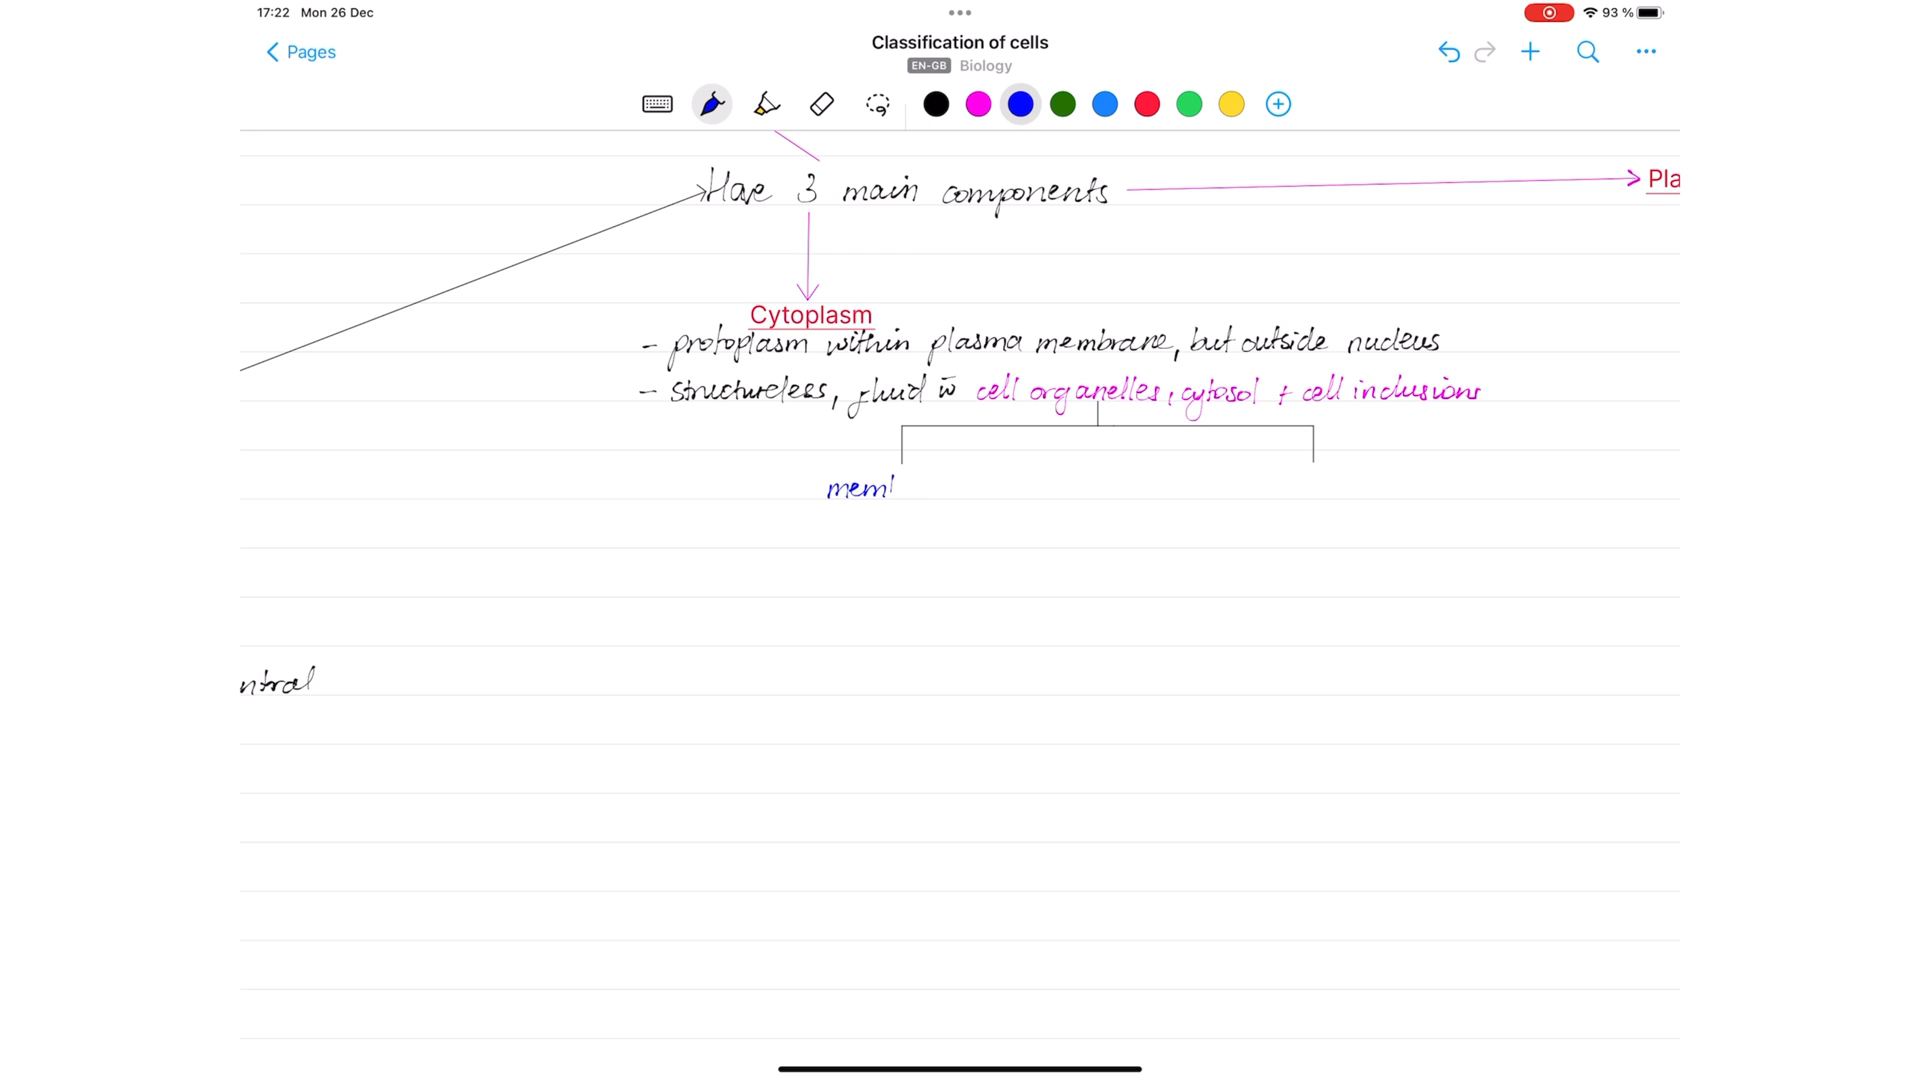 17:22 Mon 26 Dec
93 %
Pages
Classification of cells
EN-GB Biology
Have 3 main components
Pla
Cytoplasm
- protoplasm within plasma membrane, but outside nucleus
- structureless, fluid w̄ cell organelles, cytosol + cell inclusions
mem
ntral